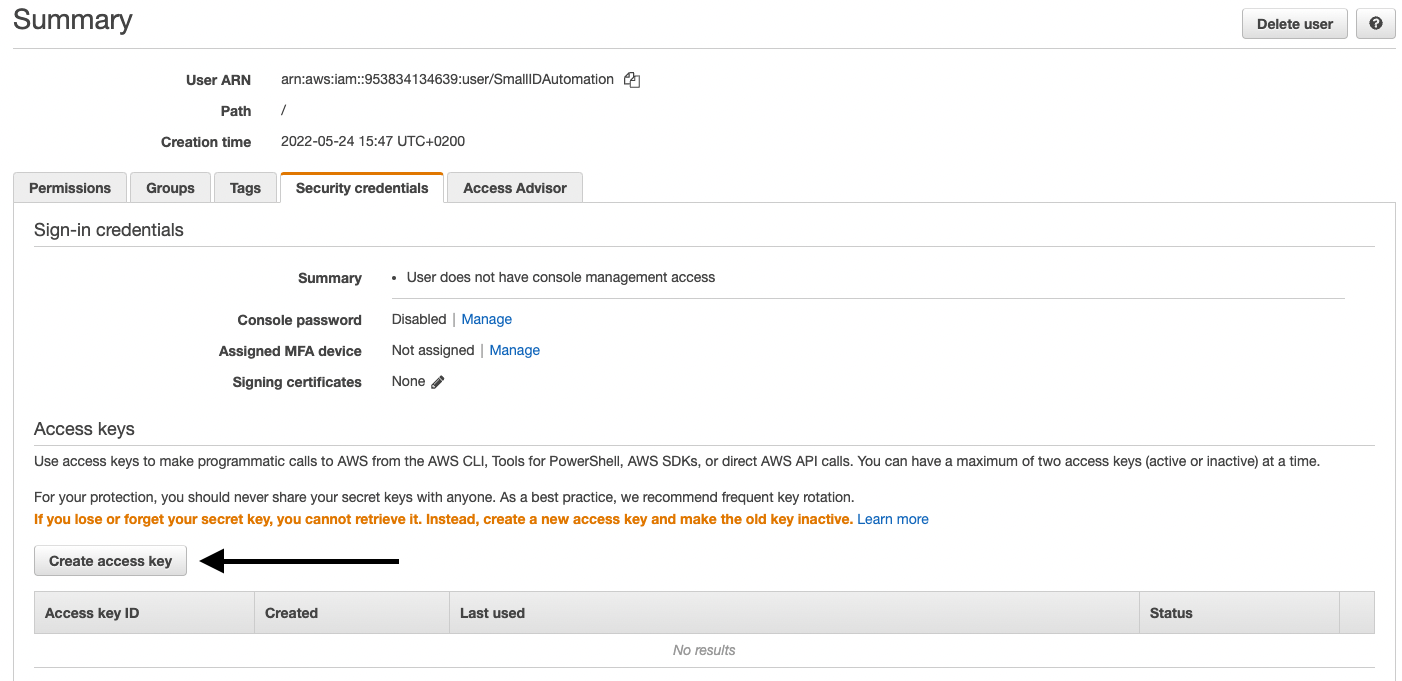 Summary
Delete user
User ARN arn:aws:iam::953834134639:user/SmallIDAutomation
Path /
Creation time 2022-05-24 15:47 UTC+0200
Permissions Groups Tags Security credentials Access Advisor
Sign-in credentials
Summary • User does not have console management access
Console password Disabled | Manage
Assigned MFA device Not assigned | Manage
Signing certificates None
Access keys
Use access keys to make programmatic calls to AWS from the AWS CLI, Tools for PowerShell, AWS SDKs, or direct AWS API calls. You can have a maximum of two access keys (active or inactive) at a time.
For your protection, you should never share your secret keys with anyone. As a best practice, we recommend frequent key rotation.
If you lose or forget your secret key, you cannot retrieve it. Instead, create a new access key and make the old key inactive. Learn more
Create access key
Access key ID Created Last used Status
No results